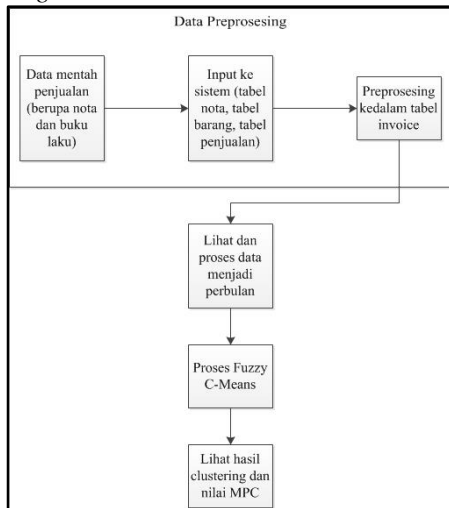 Data Preprosesing
Data mentah
penjualan
(berupa nota
dan buku
laku)
Input ke
sistem (tabel
nota, tabel
barang, tabel
penjualan)
Preprosesing
kedalam tabel
invoice
Lihat dan
proses data
menjadi
perbulan
Proses Fuzzy
C-Means
Lihat hasil
clustering dan
nilai MPC